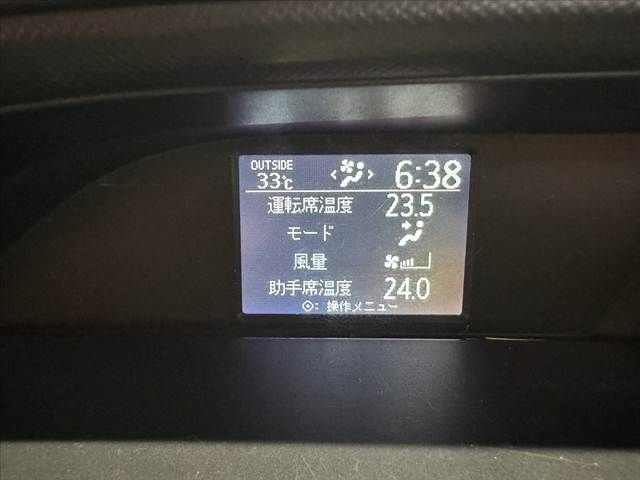 OUTSIDE
33℃ 6:38
運転席温度 23.5
モード
風量
助手席温度 24.0
◎: 操作メニュー